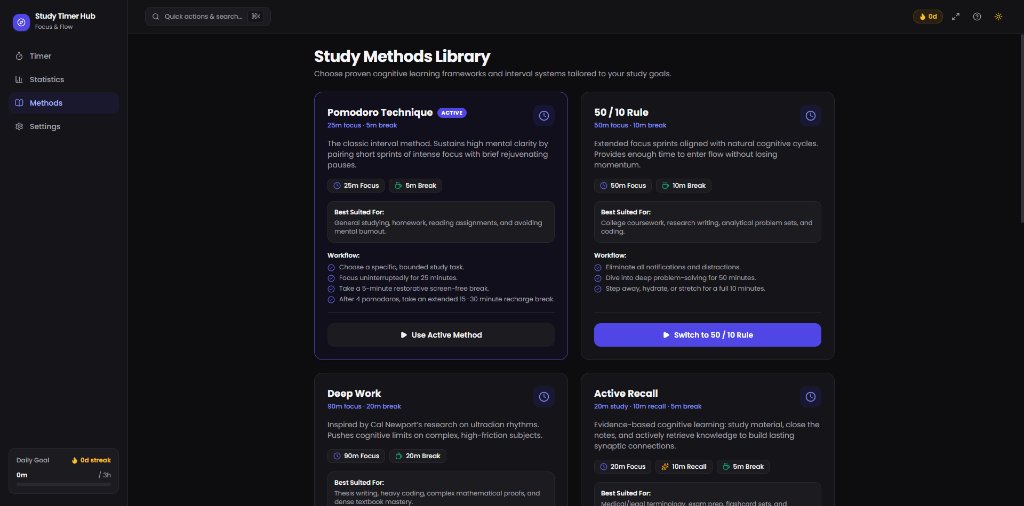 Study Timer Hub
Focus & Flow
Quick actions & search...
⌘K
0d
Timer
Statistics
Methods
Settings
Study Methods Library
Choose proven cognitive learning frameworks and interval systems tailored to your study goals.
Pomodoro Technique ACTIVE
25m focus · 5m break
The classic interval method. Sustains high mental clarity by
pairing short sprints of intense focus with brief rejuvenating
pauses.
25m Focus 5m Break
Best Suited For:
General studying, homework, reading assignments, and avoiding
mental burnout.
Workflow:
Choose a specific, bounded study task.
Focus uninterruptedly for 25 minutes.
Take a 5-minute restorative screen-free break.
After 4 pomodoros, take an extended 15-30 minute recharge break.
Use Active Method
50 / 10 Rule
50m focus · 10m break
Extended focus sprints aligned with natural cognitive cycles.
Provides enough time to enter flow without losing
momentum.
50m Focus 10m Break
Best Suited For:
College coursework, research writing, analytical problem sets, and
coding.
Workflow:
Eliminate all notifications and distractions.
Dive into deep problem-solving for 50 minutes.
Step away, hydrate, or stretch for a full 10 minutes.
Switch to 50 / 10 Rule
Deep Work
90m focus · 20m break
Inspired by Cal Newport's research on ultradian rhythms.
Pushes cognitive limits on complex, high-friction subjects.
90m Focus 20m Break
Best Suited For:
Thesis writing, heavy coding, complex mathematical proofs, and
dense textbook mastery.
Active Recall
20m study · 10m recall · 5m break
Evidence-based cognitive learning: study material, close the
notes, and actively retrieve knowledge to build lasting
synaptic connections.
20m Focus 10m Recall 5m Break
Best Suited For:
Medical/legal terminology, exam prep, flashcard sets, and
Daily Goal 0d streak
0m / 3h